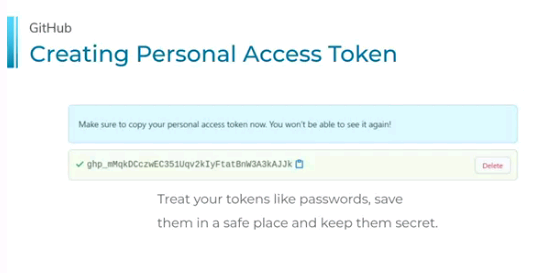 GitHub
Creating Personal Access Token
Make sure to copy your personal access token now. You won't be able to see it again!
Delete
Treat your tokens like passwords, save
them in a safe place and keep them secret.